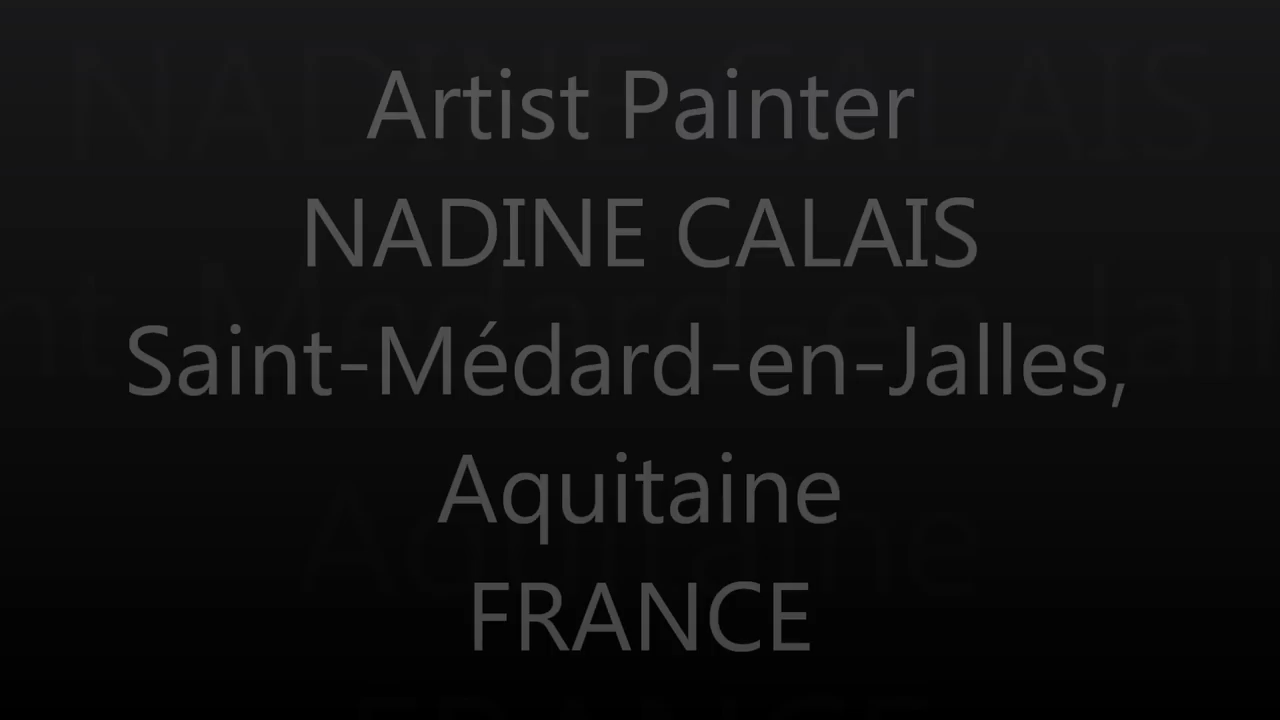 Artist Painter
NADINE CALAIS
Saint-Médard-en-Jalles,
Aquitaine
FRANCE